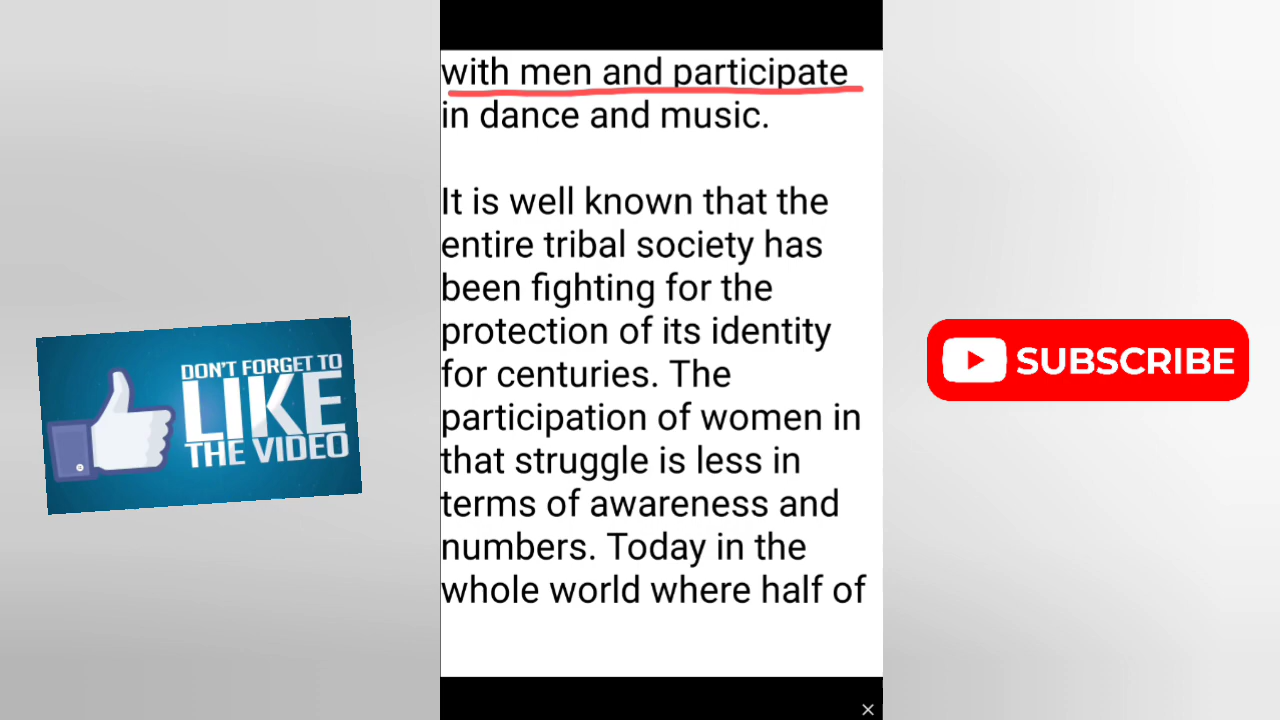 with men and participate
in dance and music.
It is well known that the
entire tribal society has
been fighting for the
protection of its identity
for centuries. The
participation of women in
that struggle is less in
terms of awareness and
numbers. Today in the
whole world where half of
DON'T FORGET TO
LIKE
THE VIDEO
SUBSCRIBE